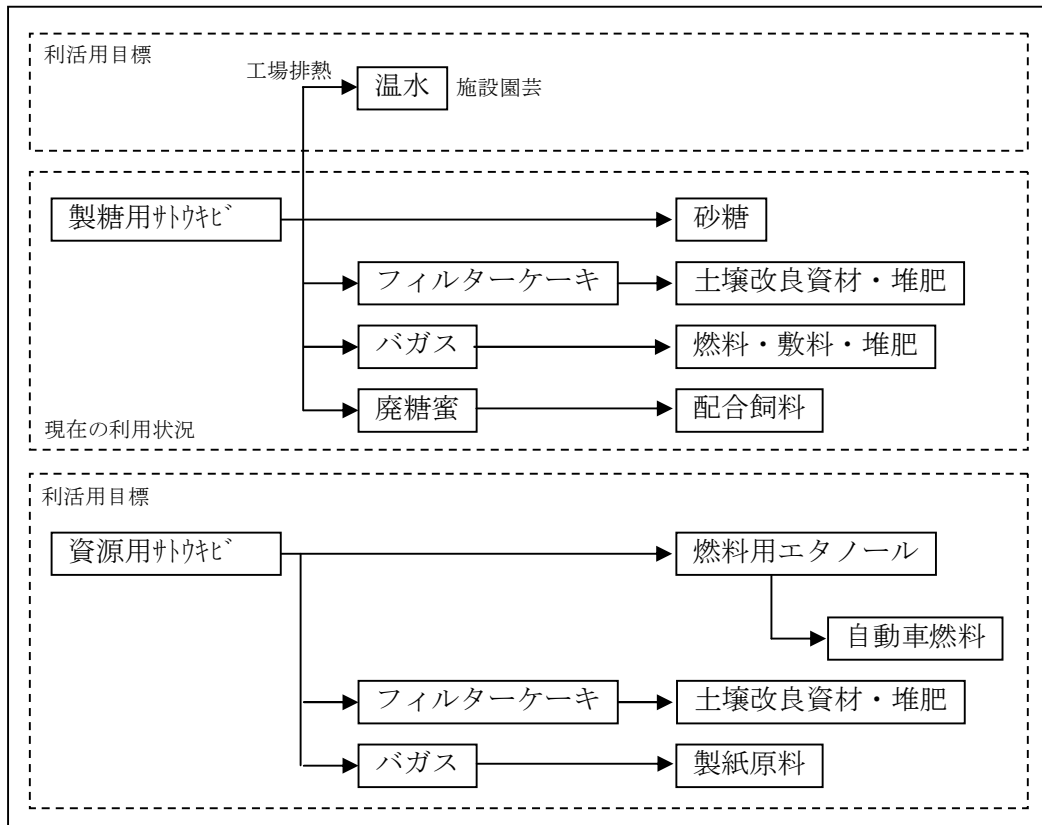 利活用目標
工場排熱
温水 施設園芸
製糖用ｻﾄｳｷﾋﾞ 砂糖
フィルターケーキ 土壌改良資材・堆肥
バガス 燃料・敷料・堆肥
廃糖蜜 配合飼料
現在の利用状況
利活用目標
資源用ｻﾄｳｷﾋﾞ 燃料用エタノール
自動車燃料
フィルターケーキ 土壌改良資材・堆肥
バガス 製紙原料